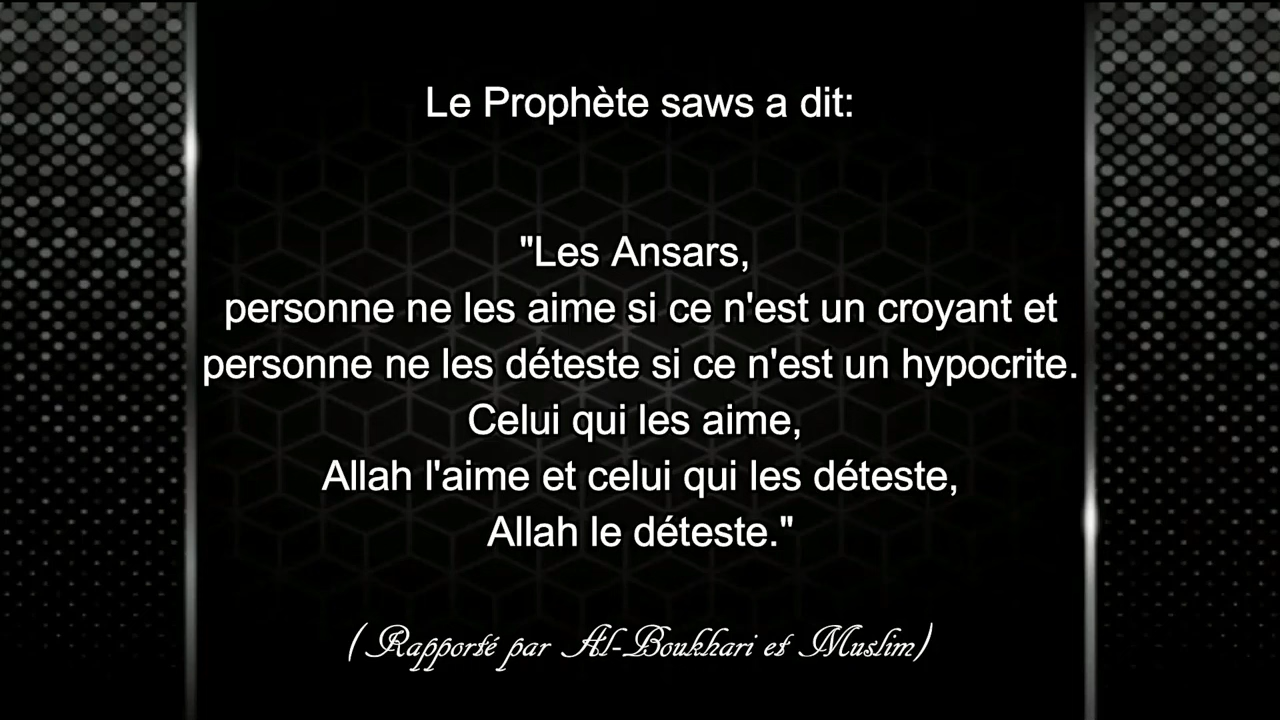 Le Prophète saws a dit:
"Les Ansars,
personne ne les aime si ce n'est un croyant et
personne ne les déteste si ce n'est un hypocrite.
Celui qui les aime,
Allah l'aime et celui qui les déteste,
Allah le déteste."
(Rapporté par Al-Boukhari et Muslim)